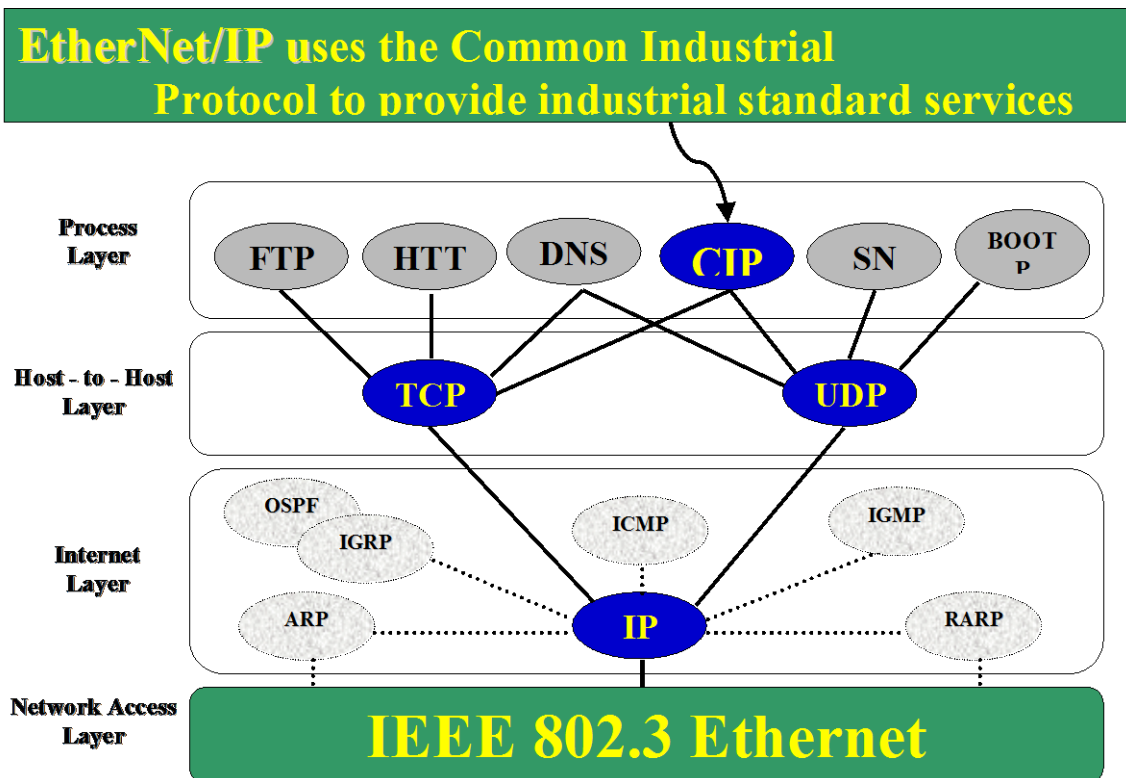 EtherNet/IP uses the Common Industrial
Protocol to provide industrial standard services
Process
Layer
FTP
HTT
DNS
CIP
SN
BOOT
P
Host - to - Host
Layer
TCP
UDP
Internet
Layer
OSPF
IGRP
ICMP
IGMP
ARP
IP
RARP
Network Access
Layer
IEEE 802.3 Ethernet